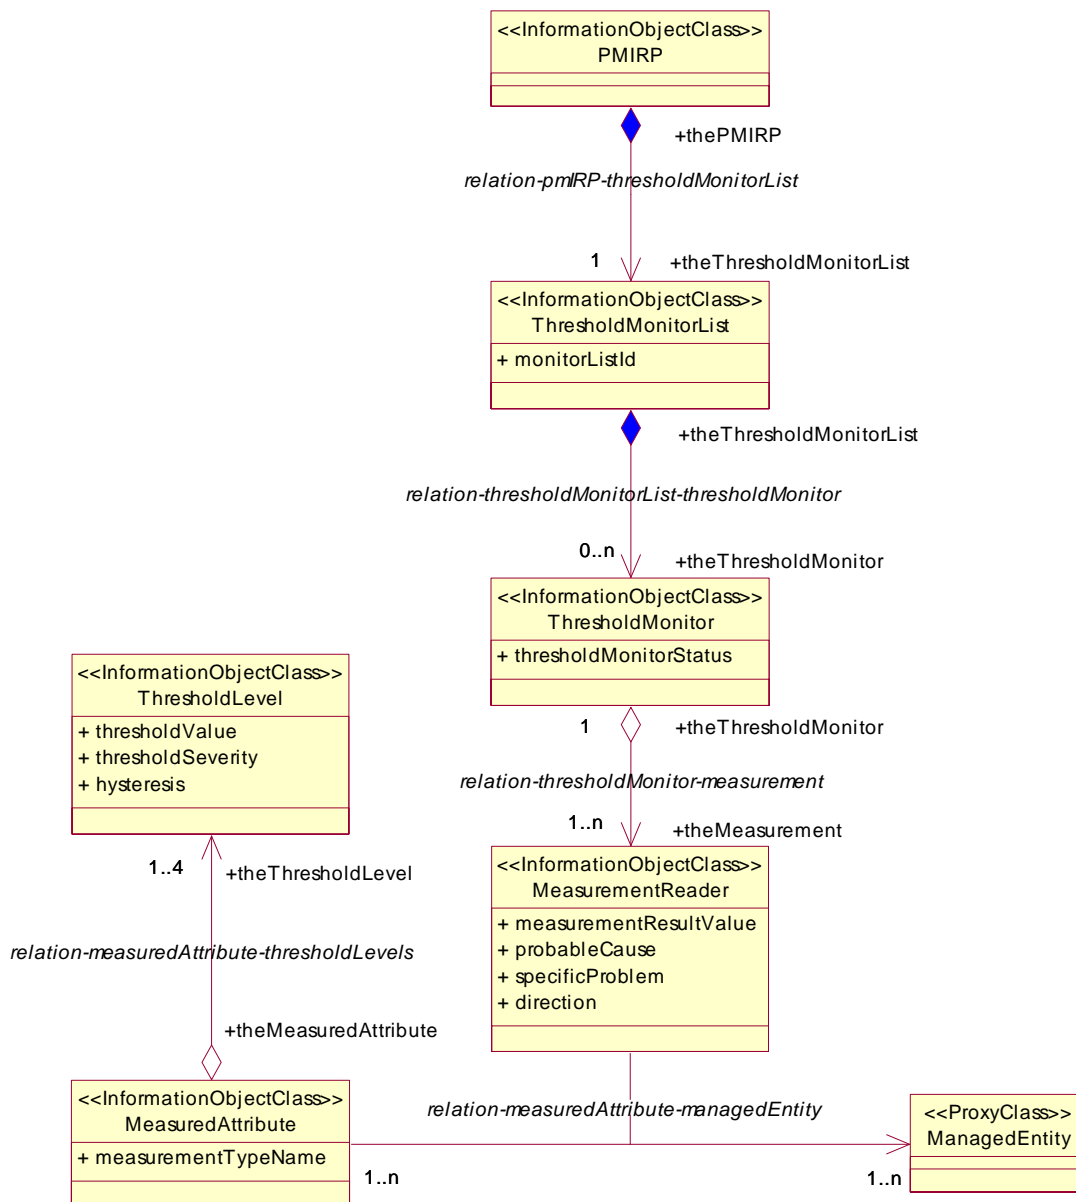 <<InformationObjectClass>>
PMIRP
+thePMIRP
relation-pmIRP-thresholdMonitorList
1
+theThresholdMonitorList
<<InformationObjectClass>>
ThresholdMonitorList
+ monitorListId
+theThresholdMonitorList
relation-thresholdMonitorList-thresholdMonitor
0..n
+theThresholdMonitor
<<InformationObjectClass>>
ThresholdMonitor
+ thresholdMonitorStatus
<<InformationObjectClass>>
ThresholdLevel
+ thresholdValue
+ thresholdSeverity
+ hysteresis
1
+theThresholdMonitor
relation-thresholdMonitor-measurement
1..n
+theMeasurement
1..4
+theThresholdLevel
<<InformationObjectClass>>
MeasurementReader
+ measurementResultValue
+ probableCause
+ specificProblem
+ direction
relation-measuredAttribute-thresholdLevels
+theMeasuredAttribute
<<InformationObjectClass>>
MeasuredAttribute
+ measurementTypeName
relation-measuredAttribute-managedEntity
<<ProxyClass>>
ManagedEntity
1..n
1..n